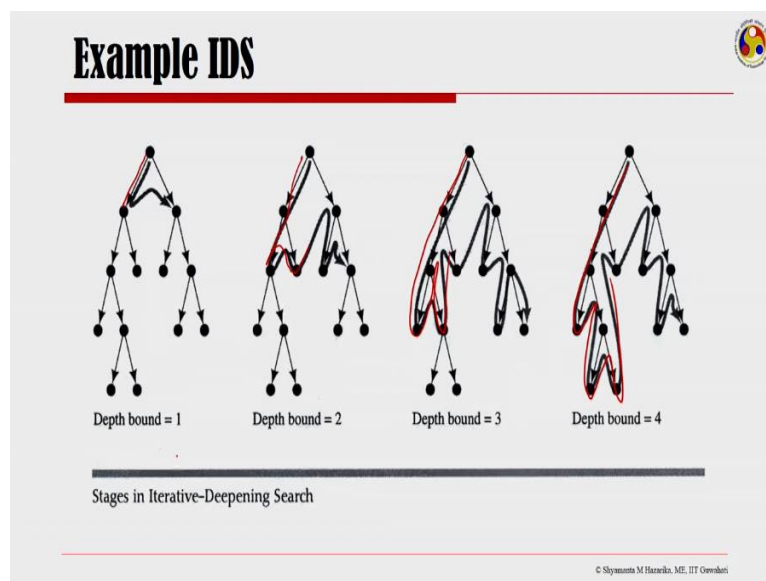 Example IDS
Depth bound = 1
Depth bound = 2
Depth bound = 3
Depth bound = 4
Stages in Iterative-Deepening Search
© Shyamanta M Hazarika, ME, IIT Guwahati